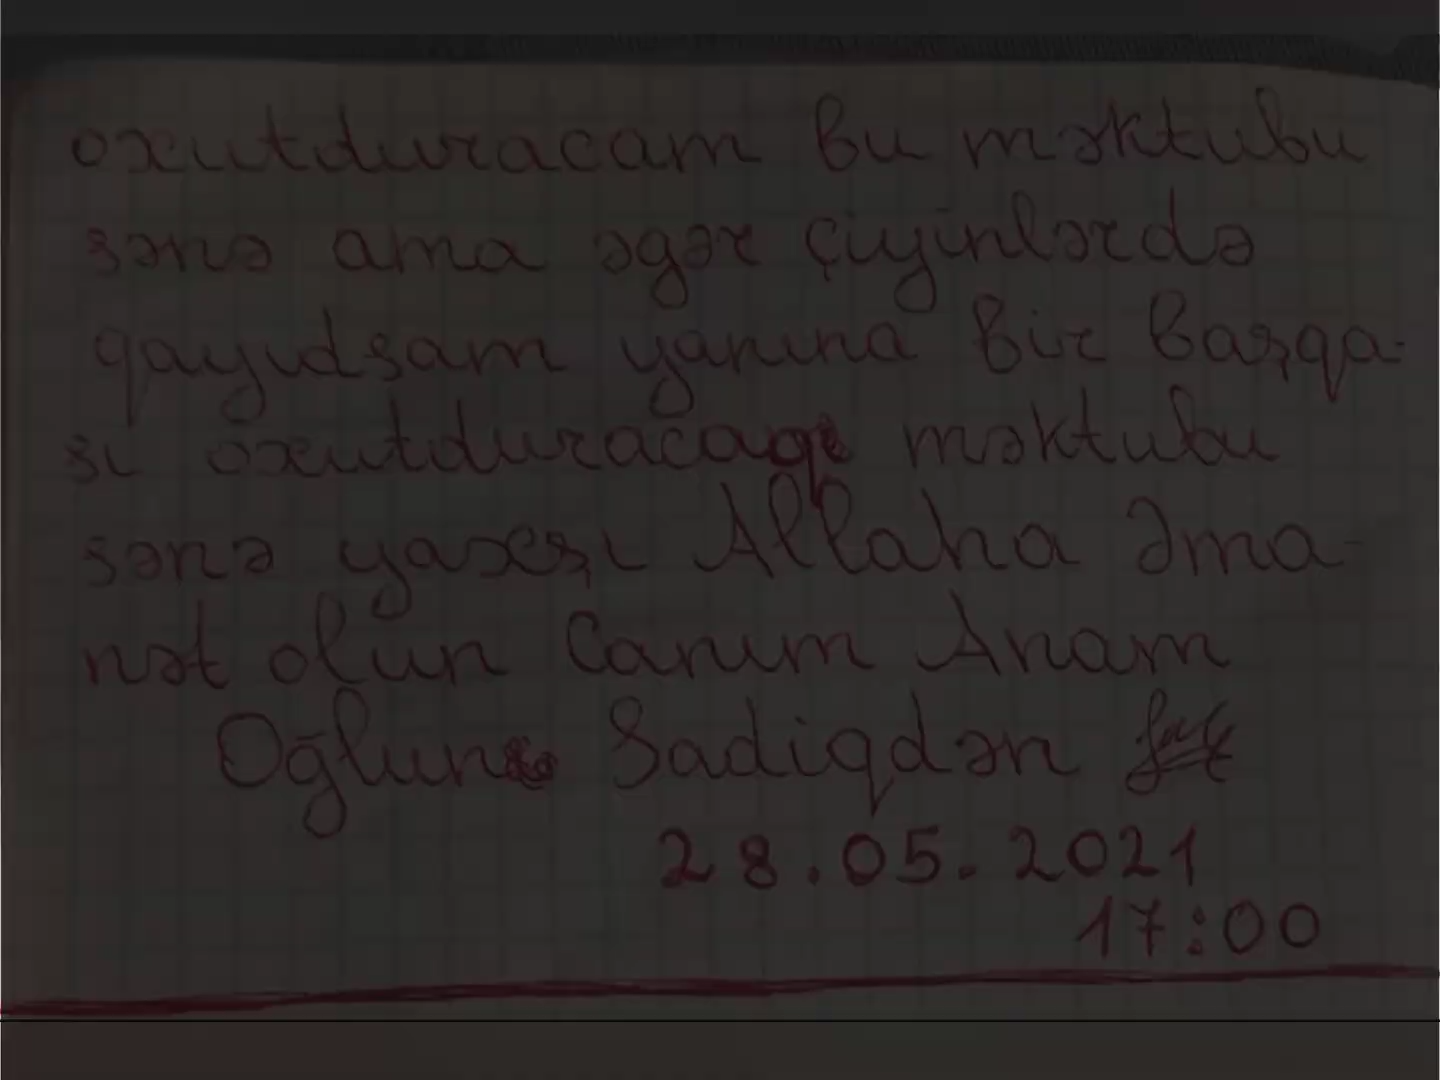 oxutduracam bu məktubu
sənə ama əgər çiyinlərdə
qayıdsam yanına bir başqa-
sı oxutduracaq məktubu
sənə yaxşı Allaha Əma-
nət olun Canım Anam
Oğlun Sadiqdən
28.05.2021
17:00